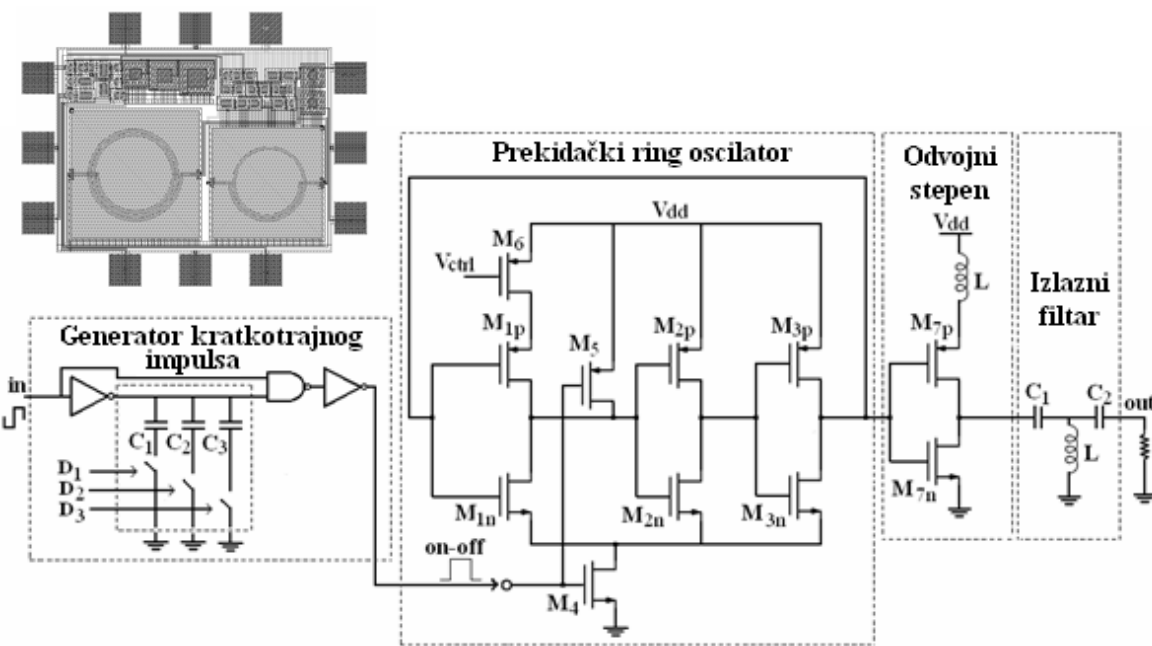 Prekidački ring oscilator
Odvojni
stepen
Izlazni
filtar
Generator kratkotrajnog
impulsa
in
C1
C2
C3
D1
D2
D3
on-off
Vdd
Vctrl
M6
M1p
M5
M2p
M3p
M1n
M2n
M3n
M4
Vdd
L
M7p
M7n
C1
C2
out
L